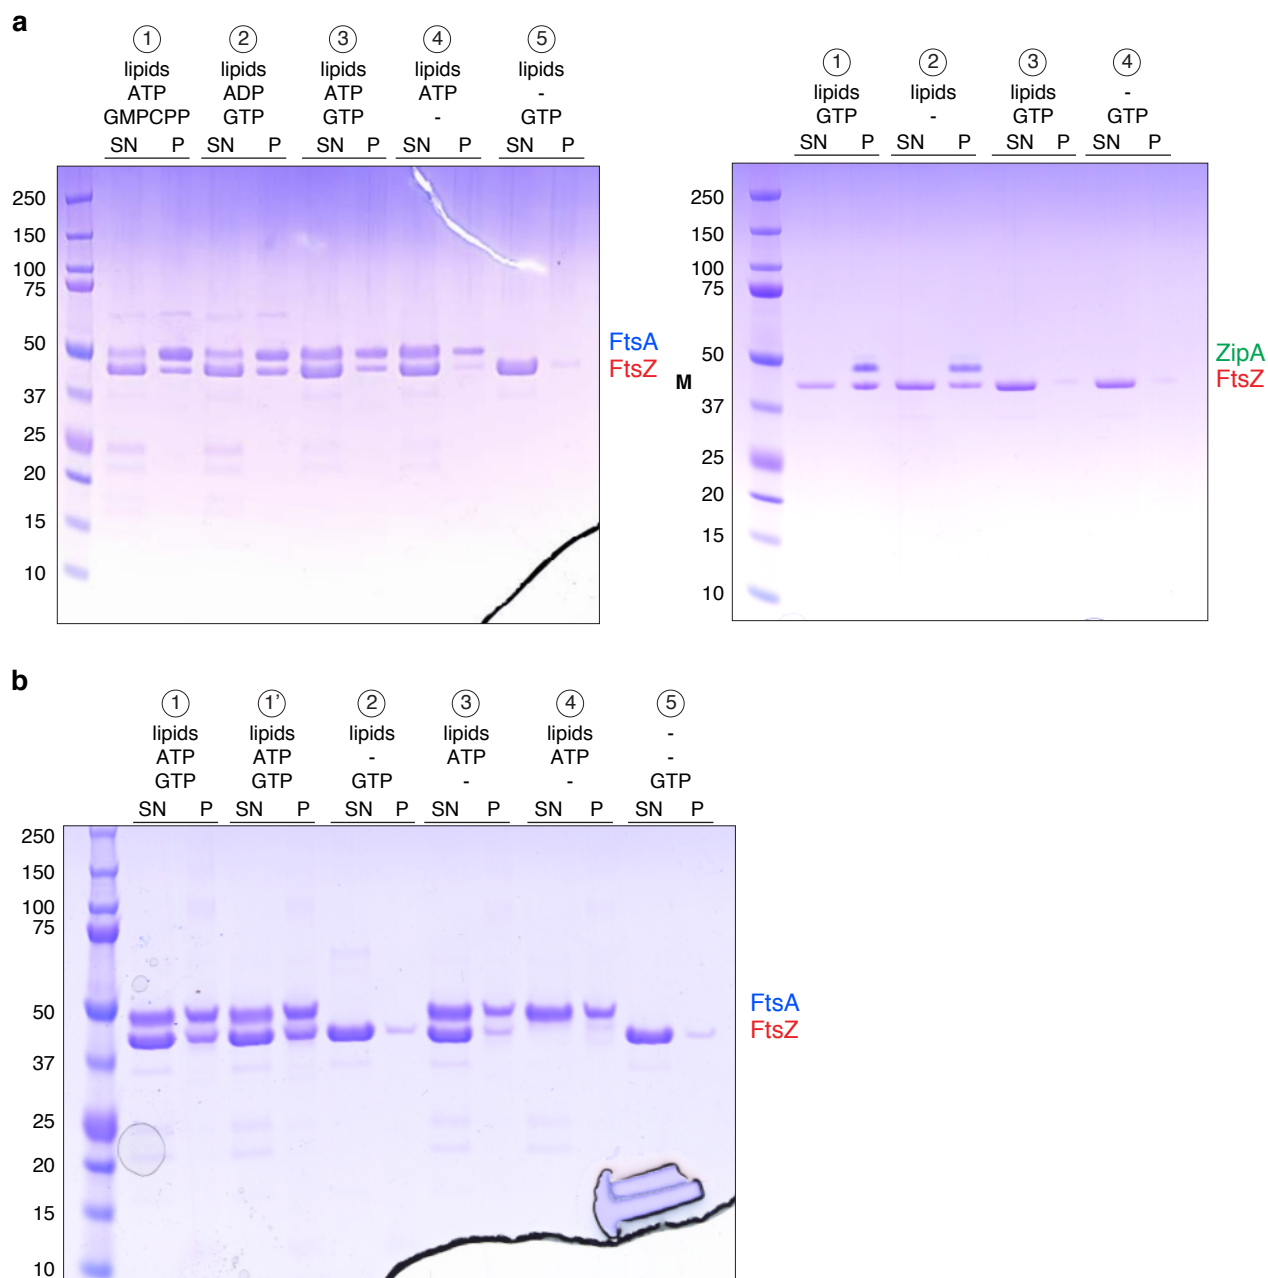 a
1 2 3 4 5
lipids lipids lipids lipids lipids
ATP ADP ATP ATP -
GMPCPP GTP GTP - GTP
SN P SN P SN P SN P SN P
250
150
100
75
50
37
25
20
15
10
FtsA
FtsZ
1 2 3 4
lipids lipids lipids -
GTP - GTP GTP
SN P SN P SN P SN P
250
150
100
75
50
M
37
25
20
15
10
ZipA
FtsZ
b
1 1’ 2 3 4 5
lipids lipids lipids lipids lipids -
ATP ATP - ATP ATP -
GTP GTP GTP - - GTP
SN P SN P SN P SN P SN P SN P
250
150
100
75
50
37
25
20
15
10
FtsA
FtsZ